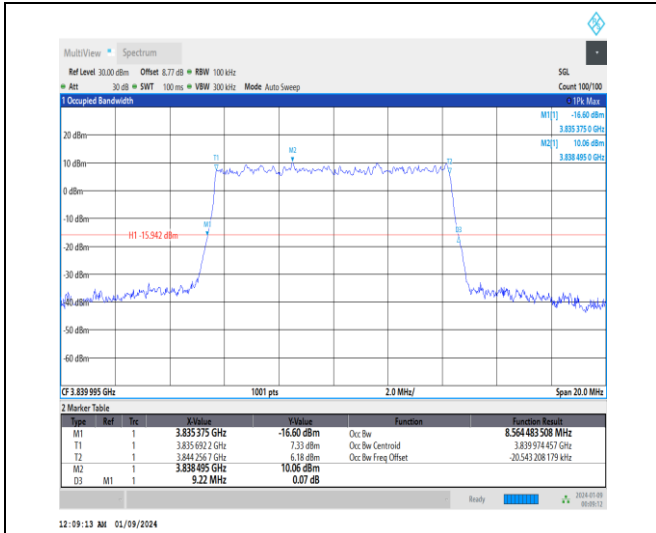 MultiView Spectrum
Ref Level 30.00 dBm Offset 8.77 dB RBW 100 kHz SGL
Att 30 dB SWT 100 ms VBW 300 kHz Mode Auto Sweep Count 100/100
1 Occupied Bandwidth 1Pk Max
M1[1] -16.60 dBm
3.835 375 0 GHz
M2[1] 10.06 dBm
3.838 495 0 GHz
20 dBm
10 dBm
0 dBm
-10 dBm
-20 dBm
-30 dBm
-40 dBm
-50 dBm
-60 dBm
T1
M2
T2
M1
D3
H1 -15.942 dBm
CF 3.839 995 GHz 1001 pts 2.0 MHz/ Span 20.0 MHz
2 Marker Table
Type Ref Trc X-Value Y-Value Function Function Result
M1 1 3.835 375 GHz -16.60 dBm Occ Bw 8.564 483 508 MHz
T1 1 3.835 692 2 GHz 7.33 dBm Occ Bw Centroid 3.839 974 457 GHz
T2 1 3.844 256 7 GHz 6.18 dBm Occ Bw Freq Offset -20.543 208 179 kHz
M2 1 3.838 495 GHz 10.06 dBm
D3 M1 1 9.22 MHz 0.07 dB
Ready 2024-01-09
00:09:12
12:09:13 AM 01/09/2024